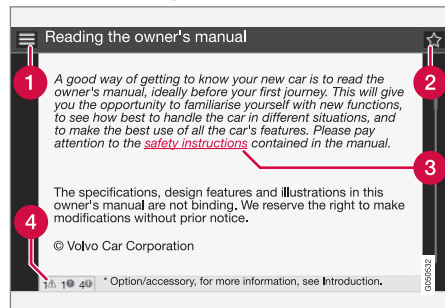 Reading the owner's manual
1
2
A good way of getting to know your new car is to read the
owner's manual, ideally before your first journey. This will give
you the opportunity to familiarise yourself with new functions,
to see how best to handle the car in different situations, and
to make the best use of all the car's features. Please pay
attention to the safety instructions contained in the manual.
3
The specifications, design features and illustrations in this
owner's manual are not binding. We reserve the right to make
modifications without prior notice.
4
© Volvo Car Corporation
1 1 4 * Option/accessory, for more information, see Introduction.
G050532